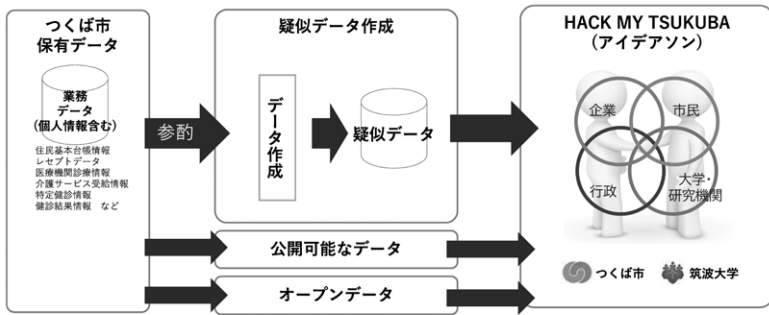 つくば市
保有データ
業務
データ
(個人情報含む)
住民基本台帳情報
レセプトデータ
医療機関診療情報
介護サービス受給情報
特定健診情報
健診結果情報　など
参酌
疑似データ作成
データ作成
疑似データ
公開可能なデータ
オープンデータ
HACK MY TSUKUBA
(アイデアソン)
企業
市民
行政
大学・
研究機関
つくば市
筑波大学